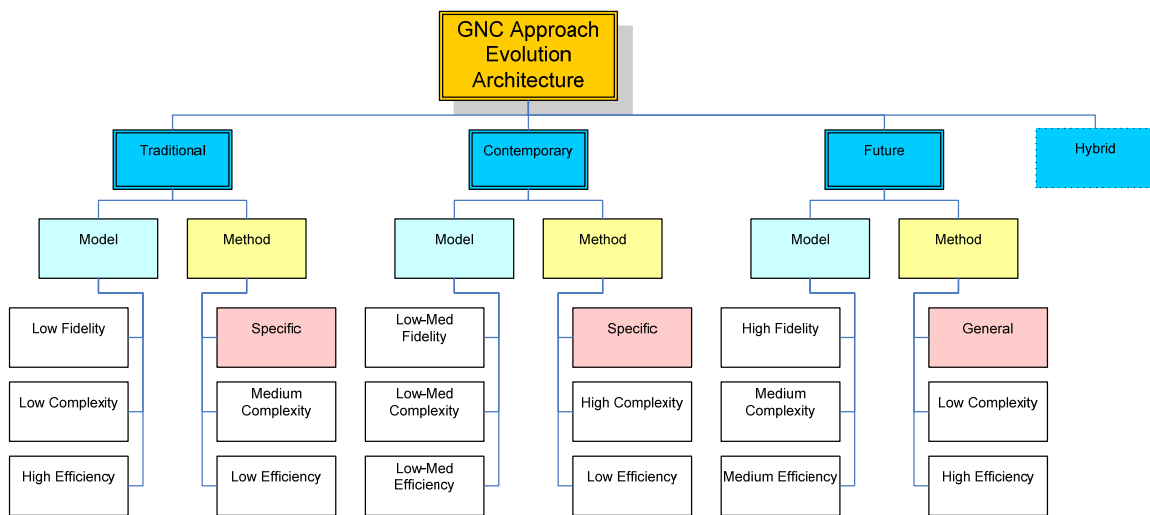 GNC Approach
Evolution
Architecture
Traditional
Contemporary
Future
Hybrid
Model
Method
Model
Method
Model
Method
Low Fidelity
Specific
Low-Med
Fidelity
Specific
High Fidelity
General
Low Complexity
Medium
Complexity
Low-Med
Complexity
High Complexity
Medium
Complexity
Low Complexity
High Efficiency
Low Efficiency
Low-Med
Efficiency
Low Efficiency
Medium Efficiency
High Efficiency